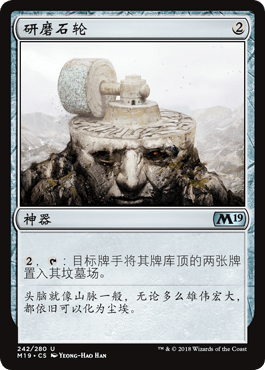 研磨石轮 2
神器 M19
2，T：目标牌手将其牌库顶的两张牌
置入其坟墓场。
头脑就像山脉一般，无论多么雄伟宏大，
都依旧可以化为尘埃。
242/280 U
M19 • CS Yeong-Hao Han
™ & © 2018 Wizards of the Coast